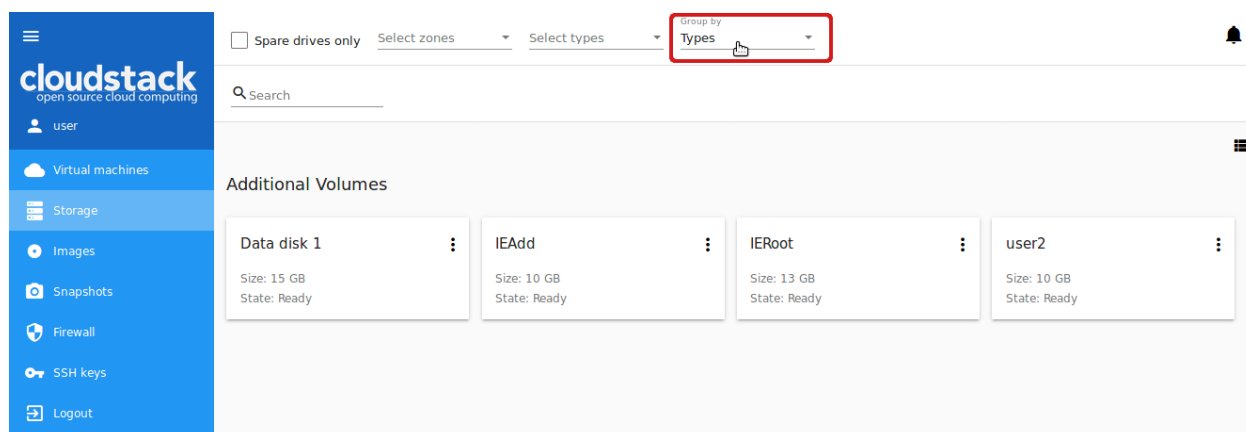 cloudstack
open source cloud computing
user
Virtual machines
Storage
Images
Snapshots
Firewall
SSH keys
Logout
Spare drives only
Select zones
Select types
Group by
Types
Search
Additional Volumes
Data disk 1
Size: 15 GB
State: Ready
IEAdd
Size: 10 GB
State: Ready
IERoot
Size: 13 GB
State: Ready
user2
Size: 10 GB
State: Ready